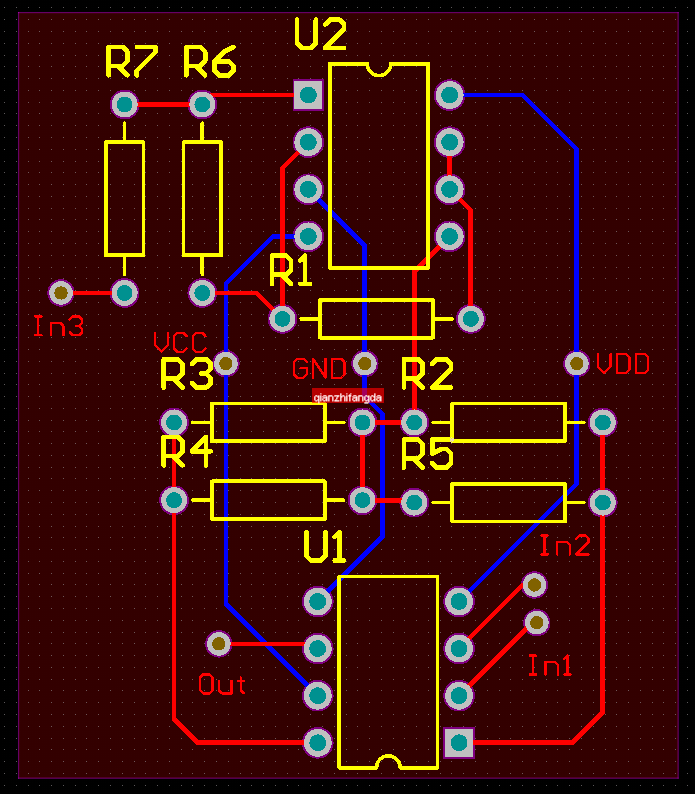 U2
R7 R6
R1
In3
VCC
GND
VDD
R3
R2
qianzhifangda
R4
R5
U1
In2
In1
Out